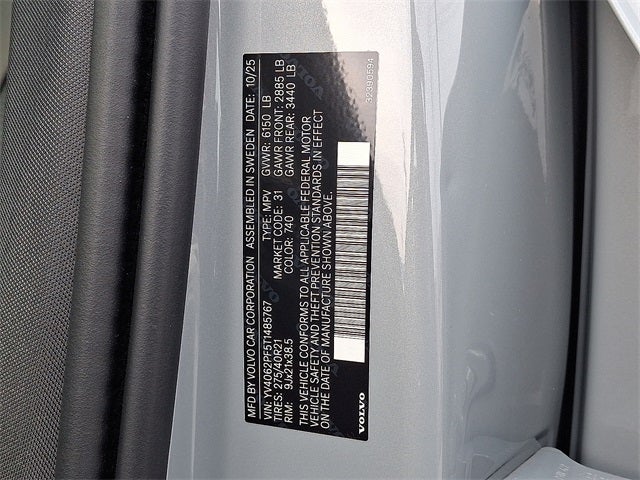 MFD BY VOLVO CAR CORPORATION ASSEMBLED IN SWEDEN DATE: 10/25
VIN: YV4062PF5T1485767 TYPE: MPV GVWR: 6150 LB
TIRES: 275/40R21 MARKET CODE: 31 GAWR FRONT: 2885 LB
RIM: 9Jx21x38.5 COLOR: 740 GAWR REAR: 3440 LB
THIS VEHICLE CONFORMS TO ALL APPLICABLE FEDERAL MOTOR
VEHICLE SAFETY AND THEFT PREVENTION STANDARDS IN EFFECT
ON THE DATE OF MANUFACTURE SHOWN ABOVE.
VOLVO 32390594